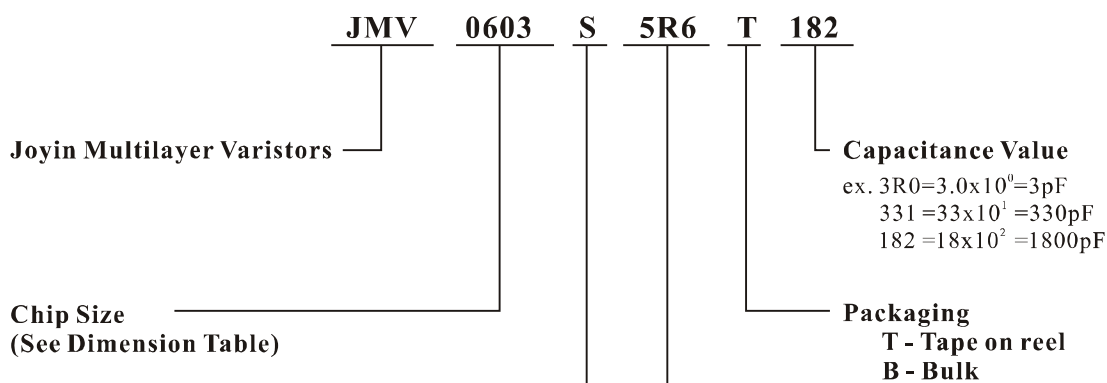 JMV 0603 S 5R6 T 182
Joyin Multilayer Varistors
Capacitance Value
ex. 3R0=3.0x10⁰=3pF
331 =33x10¹ =330pF
182 =18x10² =1800pF
Chip Size
(See Dimension Table)
Packaging
T - Tape on reel
B - Bulk